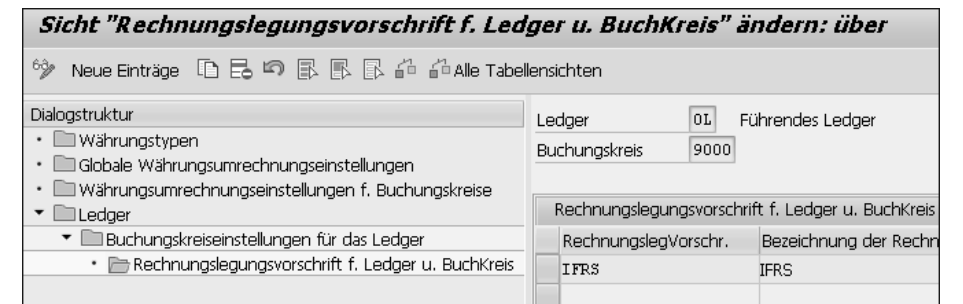 Sicht "Rechnungslegungsvorschrift f. Ledger u. BuchKreis" ändern: über
Neue Einträge Alle Tabellensichten
Dialogstruktur
Währungstypen
Globale Währungsumrechnungseinstellungen
Währungsumrechnungseinstellungen f. Buchungskreise
Ledger
Buchungskreiseinstellungen für das Ledger
Rechnungslegungsvorschrift f. Ledger u. BuchKreis
Ledger 0L Führendes Ledger
Buchungskreis 9000
Rechnungslegungsvorschrift f. Ledger u. BuchKreis
RechnungslegVorschr. Bezeichnung der Rechn
IFRS IFRS